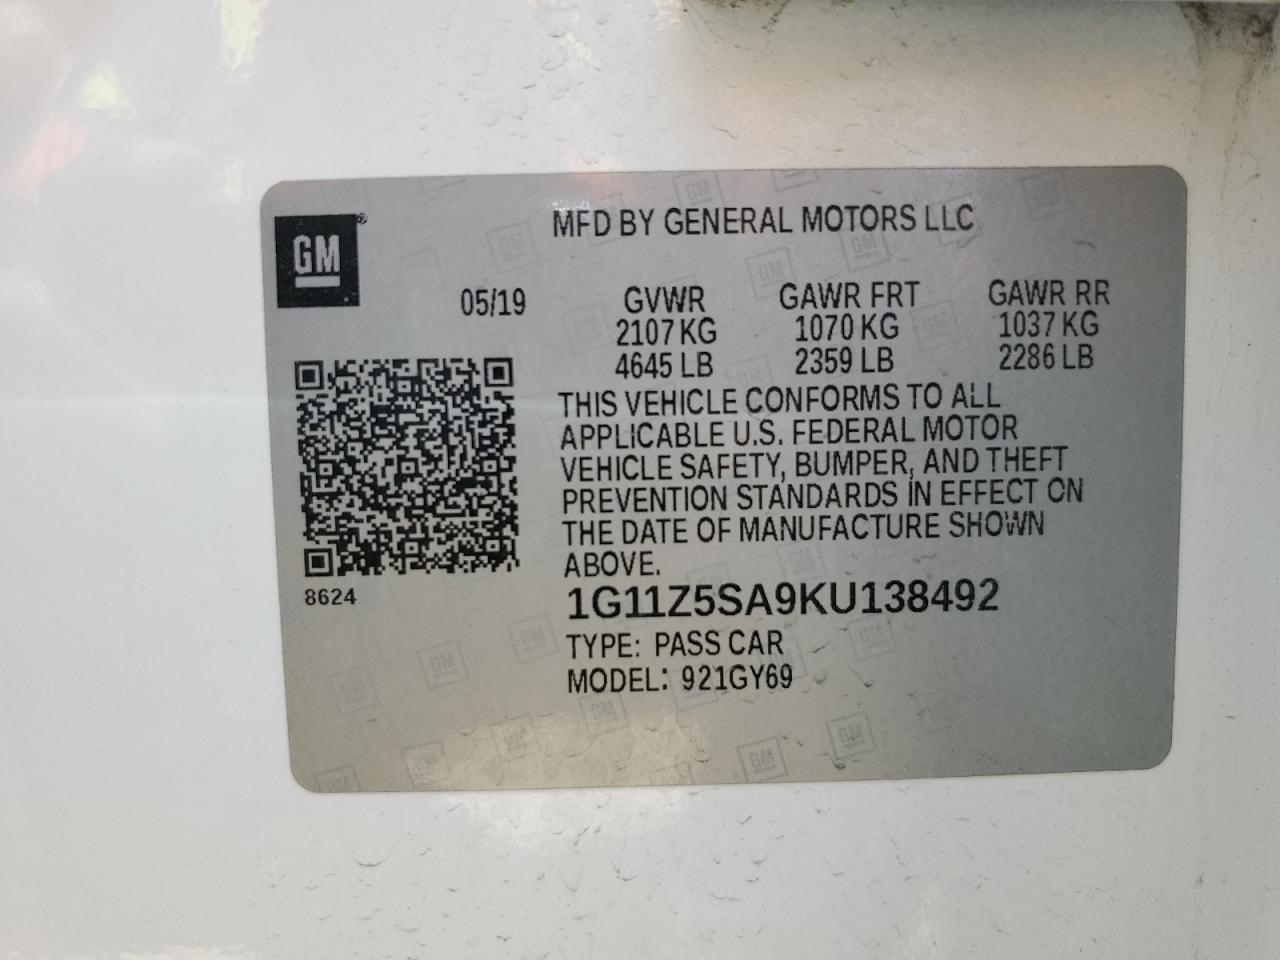 GM
MFD BY GENERAL MOTORS LLC
05/19
GVWR GAWR FRT GAWR RR
2107 KG 1070 KG 1037 KG
4645 LB 2359 LB 2286 LB
THIS VEHICLE CONFORMS TO ALL
APPLICABLE U.S. FEDERAL MOTOR
VEHICLE SAFETY, BUMPER, AND THEFT
PREVENTION STANDARDS IN EFFECT ON
THE DATE OF MANUFACTURE SHOWN
ABOVE.
8624
1G11Z5SA9KU138492
TYPE: PASS CAR
MODEL: 921GY69